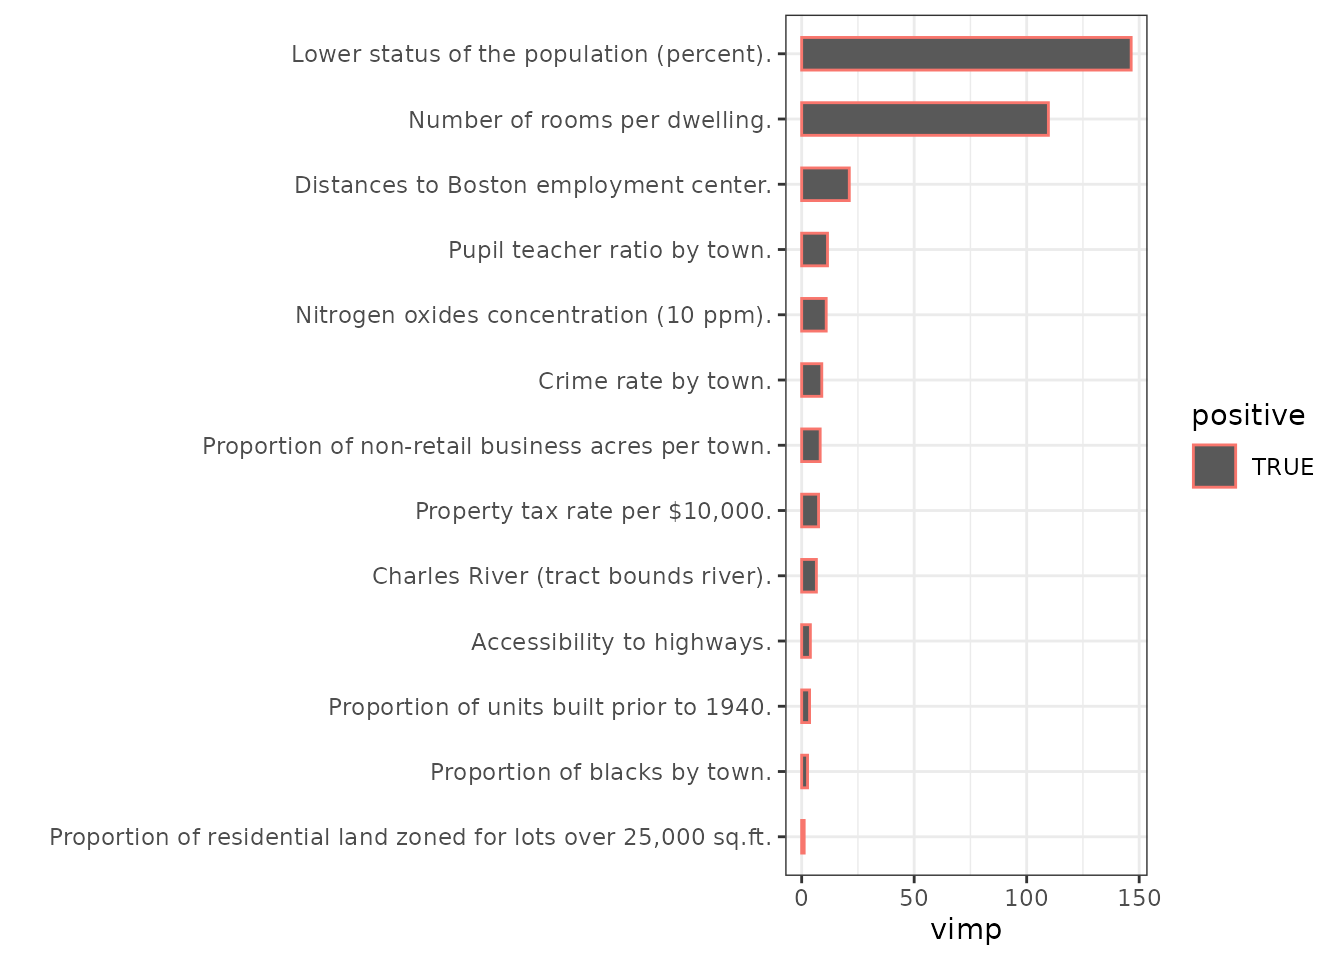 Lower status of the population (percent).
Number of rooms per dwelling.
Distances to Boston employment center.
Pupil teacher ratio by town.
Nitrogen oxides concentration (10 ppm).
Crime rate by town.
Proportion of non-retail business acres per town.
Property tax rate per $10,000.
Charles River (tract bounds river).
Accessibility to highways.
Proportion of units built prior to 1940.
Proportion of blacks by town.
Proportion of residential land zoned for lots over 25,000 sq.ft.
0 50 100 150
vimp
positive
TRUE